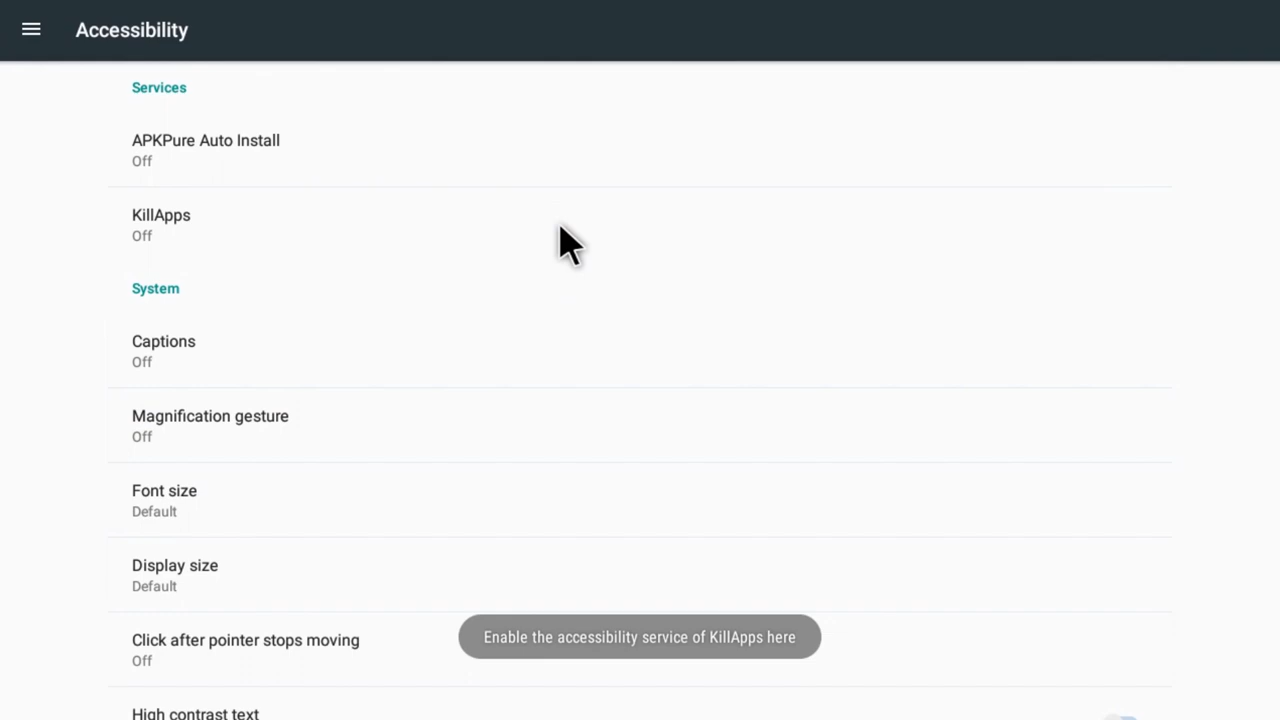 Accessibility
Services
APKPure Auto Install
Off
KillApps
Off
System
Captions
Off
Magnification gesture
Off
Font size
Default
Display size
Default
Click after pointer stops moving
Off
Enable the accessibility service of KillApps here
High contrast text